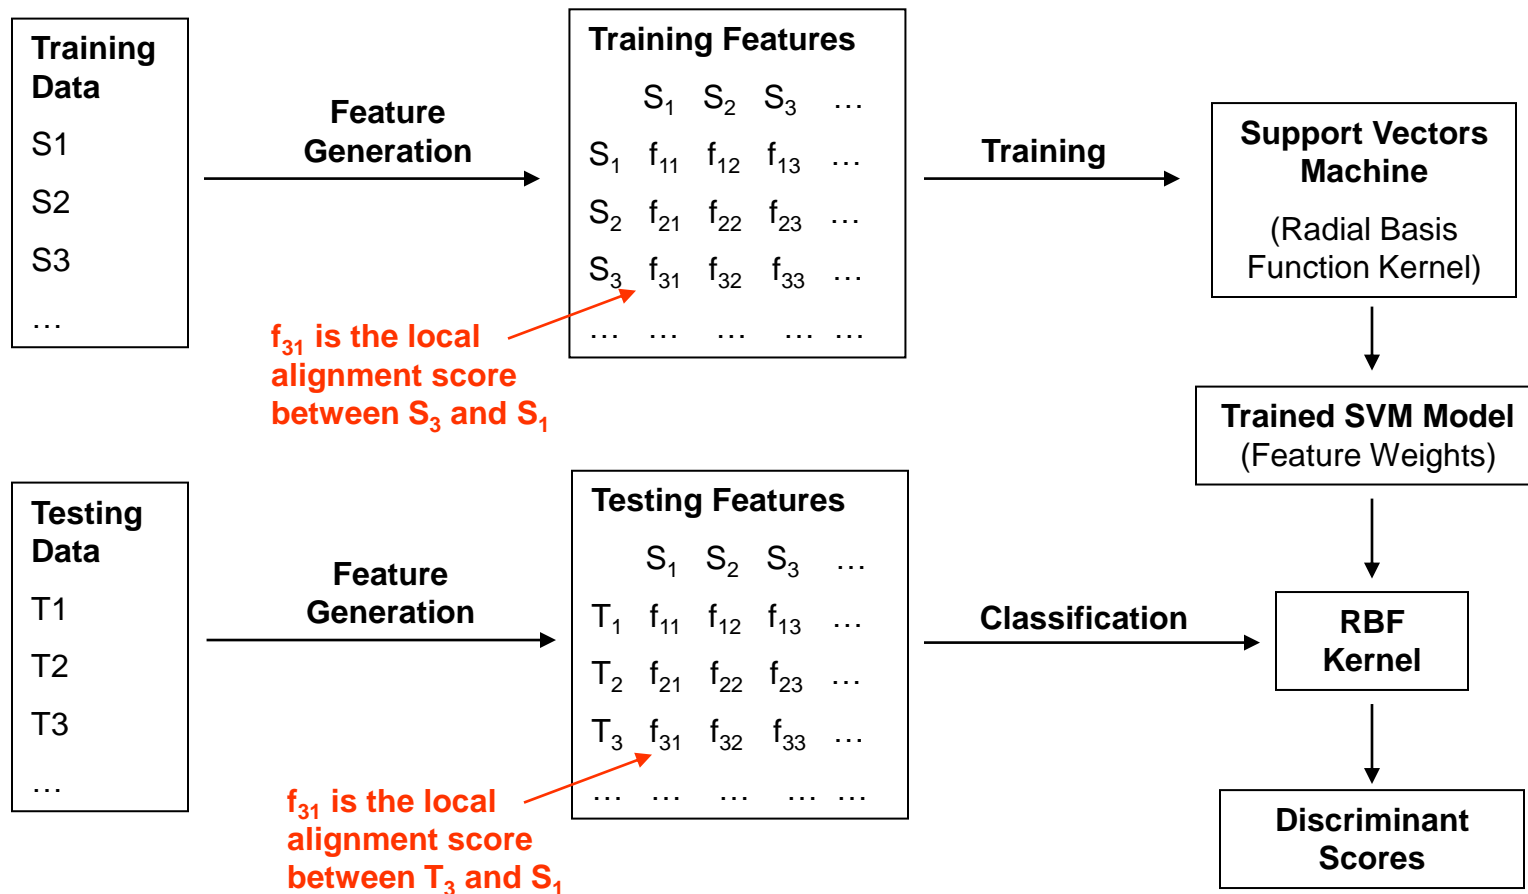 Training
Data
S1
S2
S3
…
Feature
Generation
Training Features
S₁ S₂ S₃ …
S₁ f₁₁ f₁₂ f₁₃ …
S₂ f₂₁ f₂₂ f₂₃ …
S₃ f₃₁ f₃₂ f₃₃ …
… … … … …
f₃₁ is the local
alignment score
between S₃ and S₁
Training
Support Vectors
Machine
(Radial Basis
Function Kernel)
Trained SVM Model
(Feature Weights)
Testing
Data
T1
T2
T3
…
Feature
Generation
Testing Features
S₁ S₂ S₃ …
T₁ f₁₁ f₁₂ f₁₃ …
T₂ f₂₁ f₂₂ f₂₃ …
T₃ f₃₁ f₃₂ f₃₃ …
… … … … …
f₃₁ is the local
alignment score
between T₃ and S₁
Classification
RBF
Kernel
Discriminant
Scores